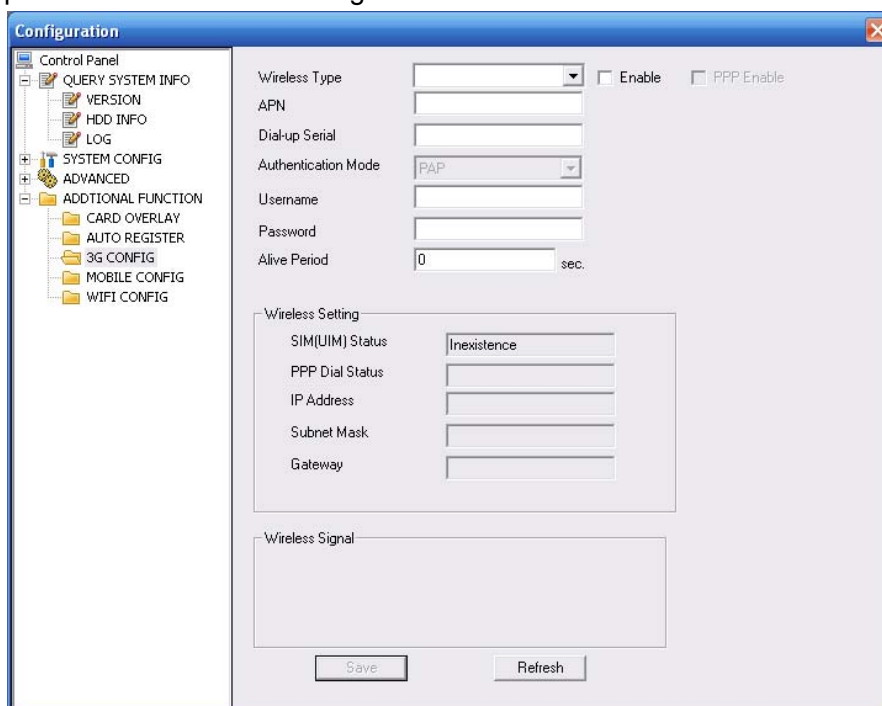 Configuration
Control Panel
QUERY SYSTEM INFO
VERSION
HDD INFO
LOG
SYSTEM CONFIG
ADVANCED
ADDTIONAL FUNCTION
CARD OVERLAY
AUTO REGISTER
3G CONFIG
MOBILE CONFIG
WIFI CONFIG
Wireless Type Enable PPP Enable
APN
Dial-up Serial
Authentication Mode PAP
Username
Password
Alive Period 0 sec.
Wireless Setting
SIM(UIM) Status Inexistence
PPP Dial Status
IP Address
Subnet Mask
Gateway
Wireless Signal
Save Refresh